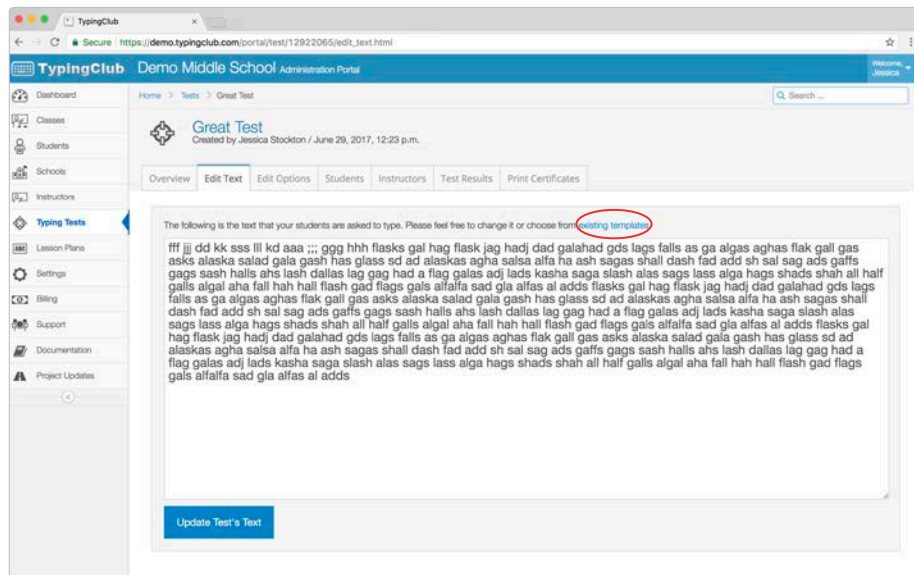 TypingClub
Secure https://demo.typingclub.com/portal/test/12922065/edit_text.html
TypingClub Demo Middle School Administration Portal
Welcome, Jessica
Dashboard
Home > Tests > Great Test
Search ...
Classes
Students
Schools
Instructors
Typing Tests
Lesson Plans
Settings
Billing
Support
Documentation
Project Updates
Great Test
Created by Jessica Stockton / June 29, 2017, 12:23 p.m.
Overview Edit Text Edit Options Students Instructors Test Results Print Certificates
The following is the text that your students are asked to type. Please feel free to change it or choose from existing templates
fff jjj dd kk sss lll kd aaa ;;; ggg hhh flasks gal hag flask jag hadj dad galahad gds lags falls as ga algas aghas flak gall gas
asks alaska salad gala gash has glass sd ad alaskas agha salsa alfa ha ash sagas shall dash fad add sh sal sag ads gaffs
gags sash halls ahs lash dallas lag gag had a flag galas adj lads kasha saga slash alas sags lass alga hags shads shah all half
galls algal aha fall hah hall flash gad flags gals alfalfa sad gla alfas al adds flasks gal hag flask jag hadj dad galahad gds lags
falls as ga algas aghas flak gall gas asks alaska salad gala gash has glass sd ad alaskas agha salsa alfa ha ash sagas shall
dash fad add sh sal sag ads gaffs gags sash halls ahs lash dallas lag gag had a flag galas adj lads kasha saga slash alas
sags lass alga hags shads shah all half galls algal aha fall hah hall flash gad flags gals alfalfa sad gla alfas al adds flasks gal
hag flask jag hadj dad galahad gds lags falls as ga algas aghas flak gall gas asks alaska salad gala gash has glass sd ad
alaskas agha salsa alfa ha ash sagas shall dash fad add sh sal sag ads gaffs gags sash halls ahs lash dallas lag gag had a
flag galas adj lads kasha saga slash alas sags lass alga hags shads shah all half galls algal aha fall hah hall flash gad flags
gals alfalfa sad gla alfas al adds
Update Test's Text